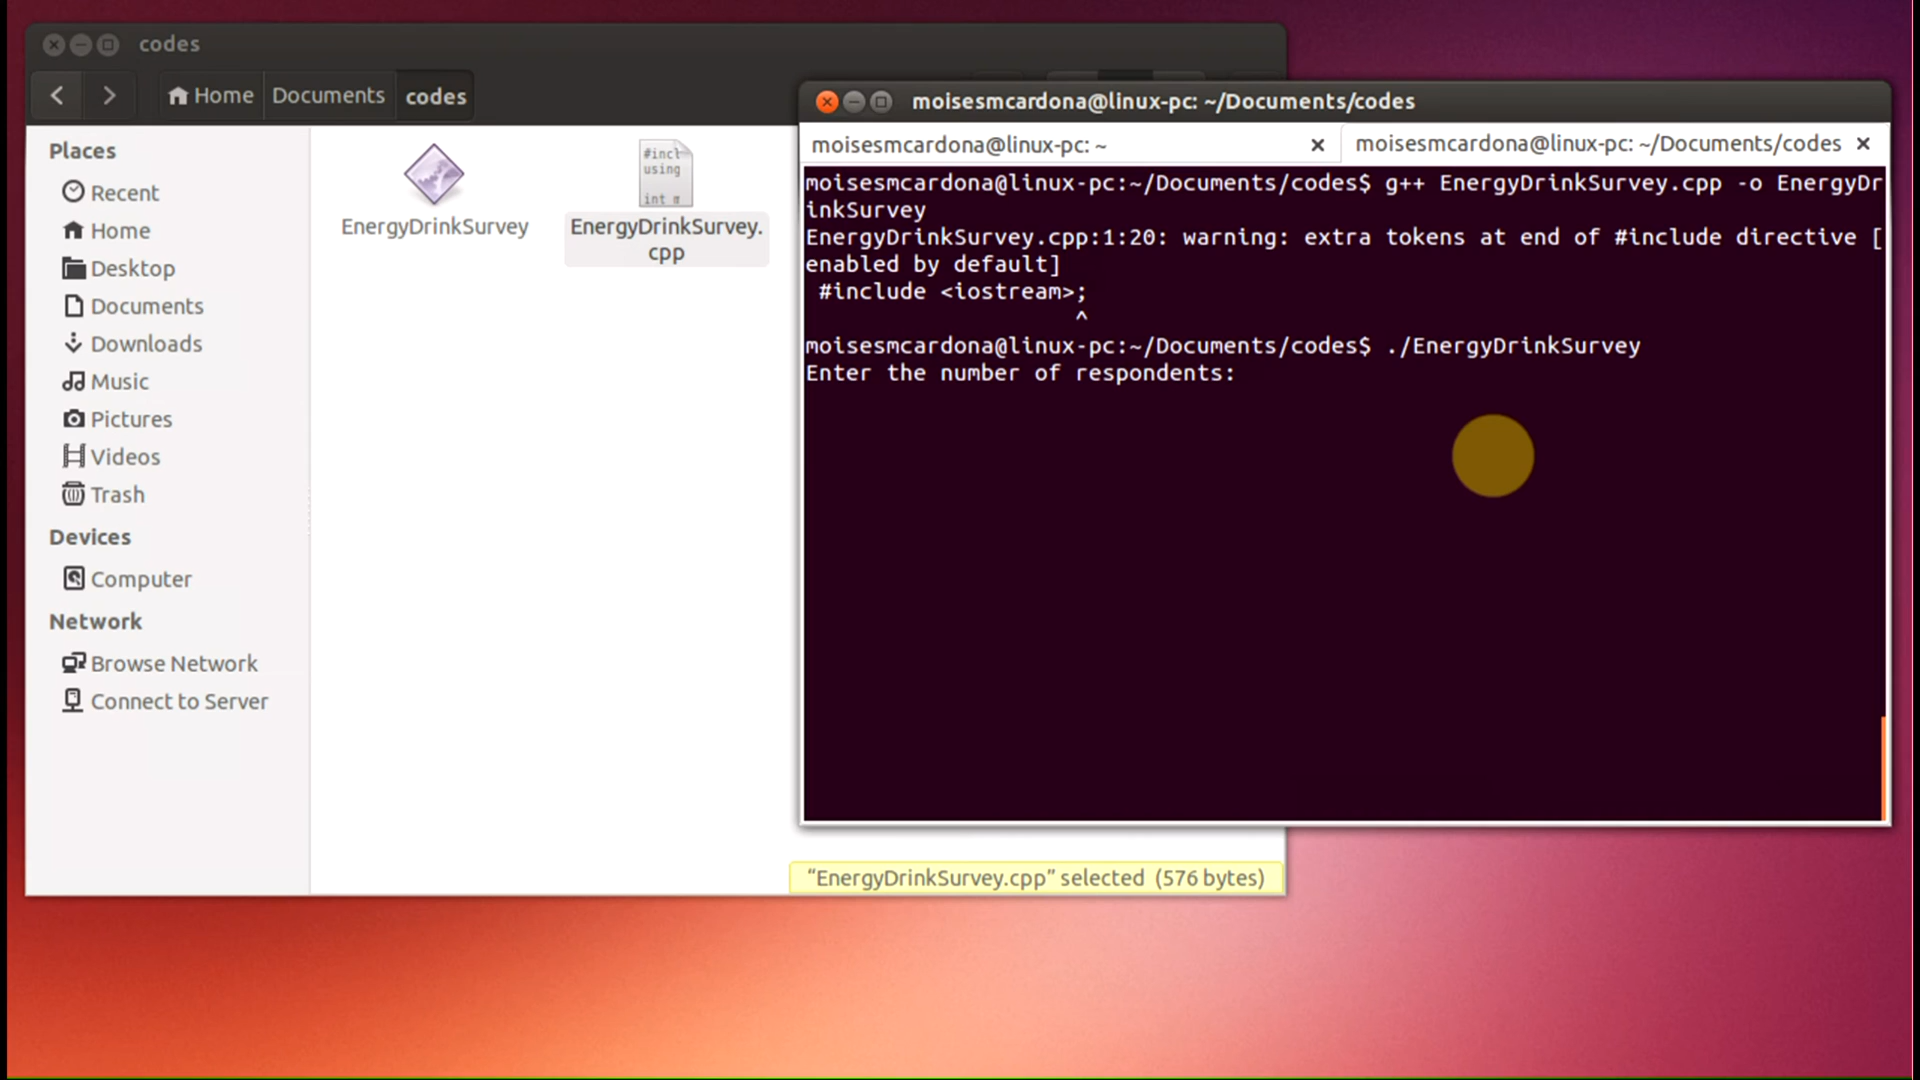 codes
Home
Documents
codes
Places
Recent
Home
Desktop
Documents
Downloads
Music
Pictures
Videos
Trash
Devices
Computer
Network
Browse Network
Connect to Server
EnergyDrinkSurvey
#incl
using
int m
EnergyDrinkSurvey.
cpp
“EnergyDrinkSurvey.cpp” selected (576 bytes)
moisesmcardona@linux-pc: ~/Documents/codes
moisesmcardona@linux-pc: ~
moisesmcardona@linux-pc: ~/Documents/codes
moisesmcardona@linux-pc:~/Documents/codes$ g++ EnergyDrinkSurvey.cpp -o EnergyDr
inkSurvey
EnergyDrinkSurvey.cpp:1:20: warning: extra tokens at end of #include directive [
enabled by default]
#include <iostream>;
^
moisesmcardona@linux-pc:~/Documents/codes$ ./EnergyDrinkSurvey
Enter the number of respondents: